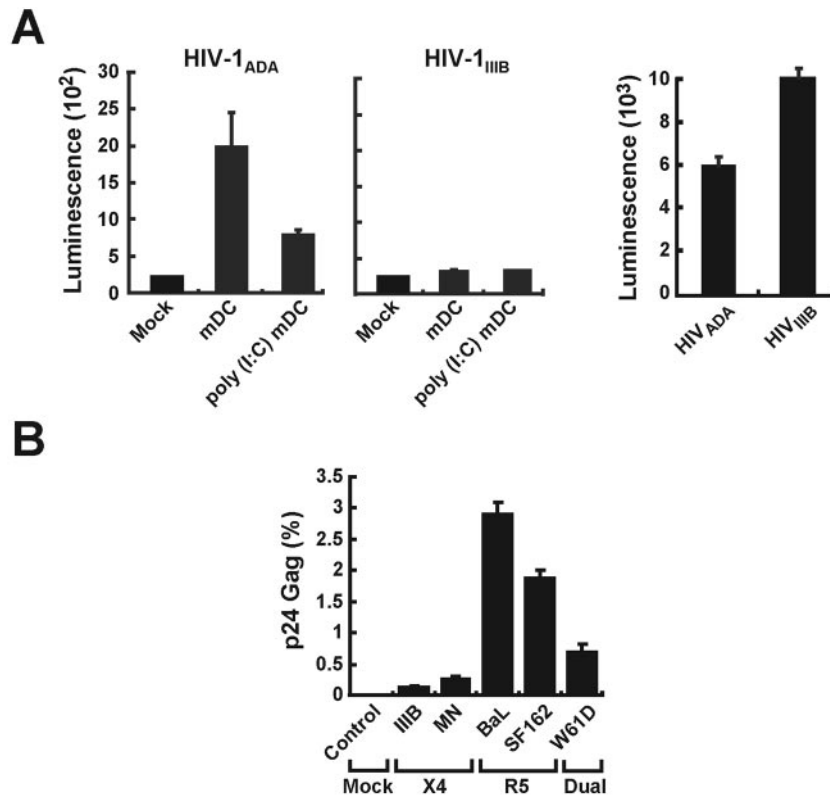 A
HIV-1ADA
HIV-1IIIB
Luminescence (10²)
30
25
20
15
10
5
0
Mock
mDC
poly (I:C) mDC
Mock
mDC
poly (I:C) mDC
Luminescence (10³)
10
8
6
4
2
0
HIVADA
HIVIIIB
B
p24 Gag (%)
3.5
3
2.5
2
1.5
1
0.5
0
Control
IIIB
MN
BaL
SF162
W61D
Mock
X4
R5
Dual